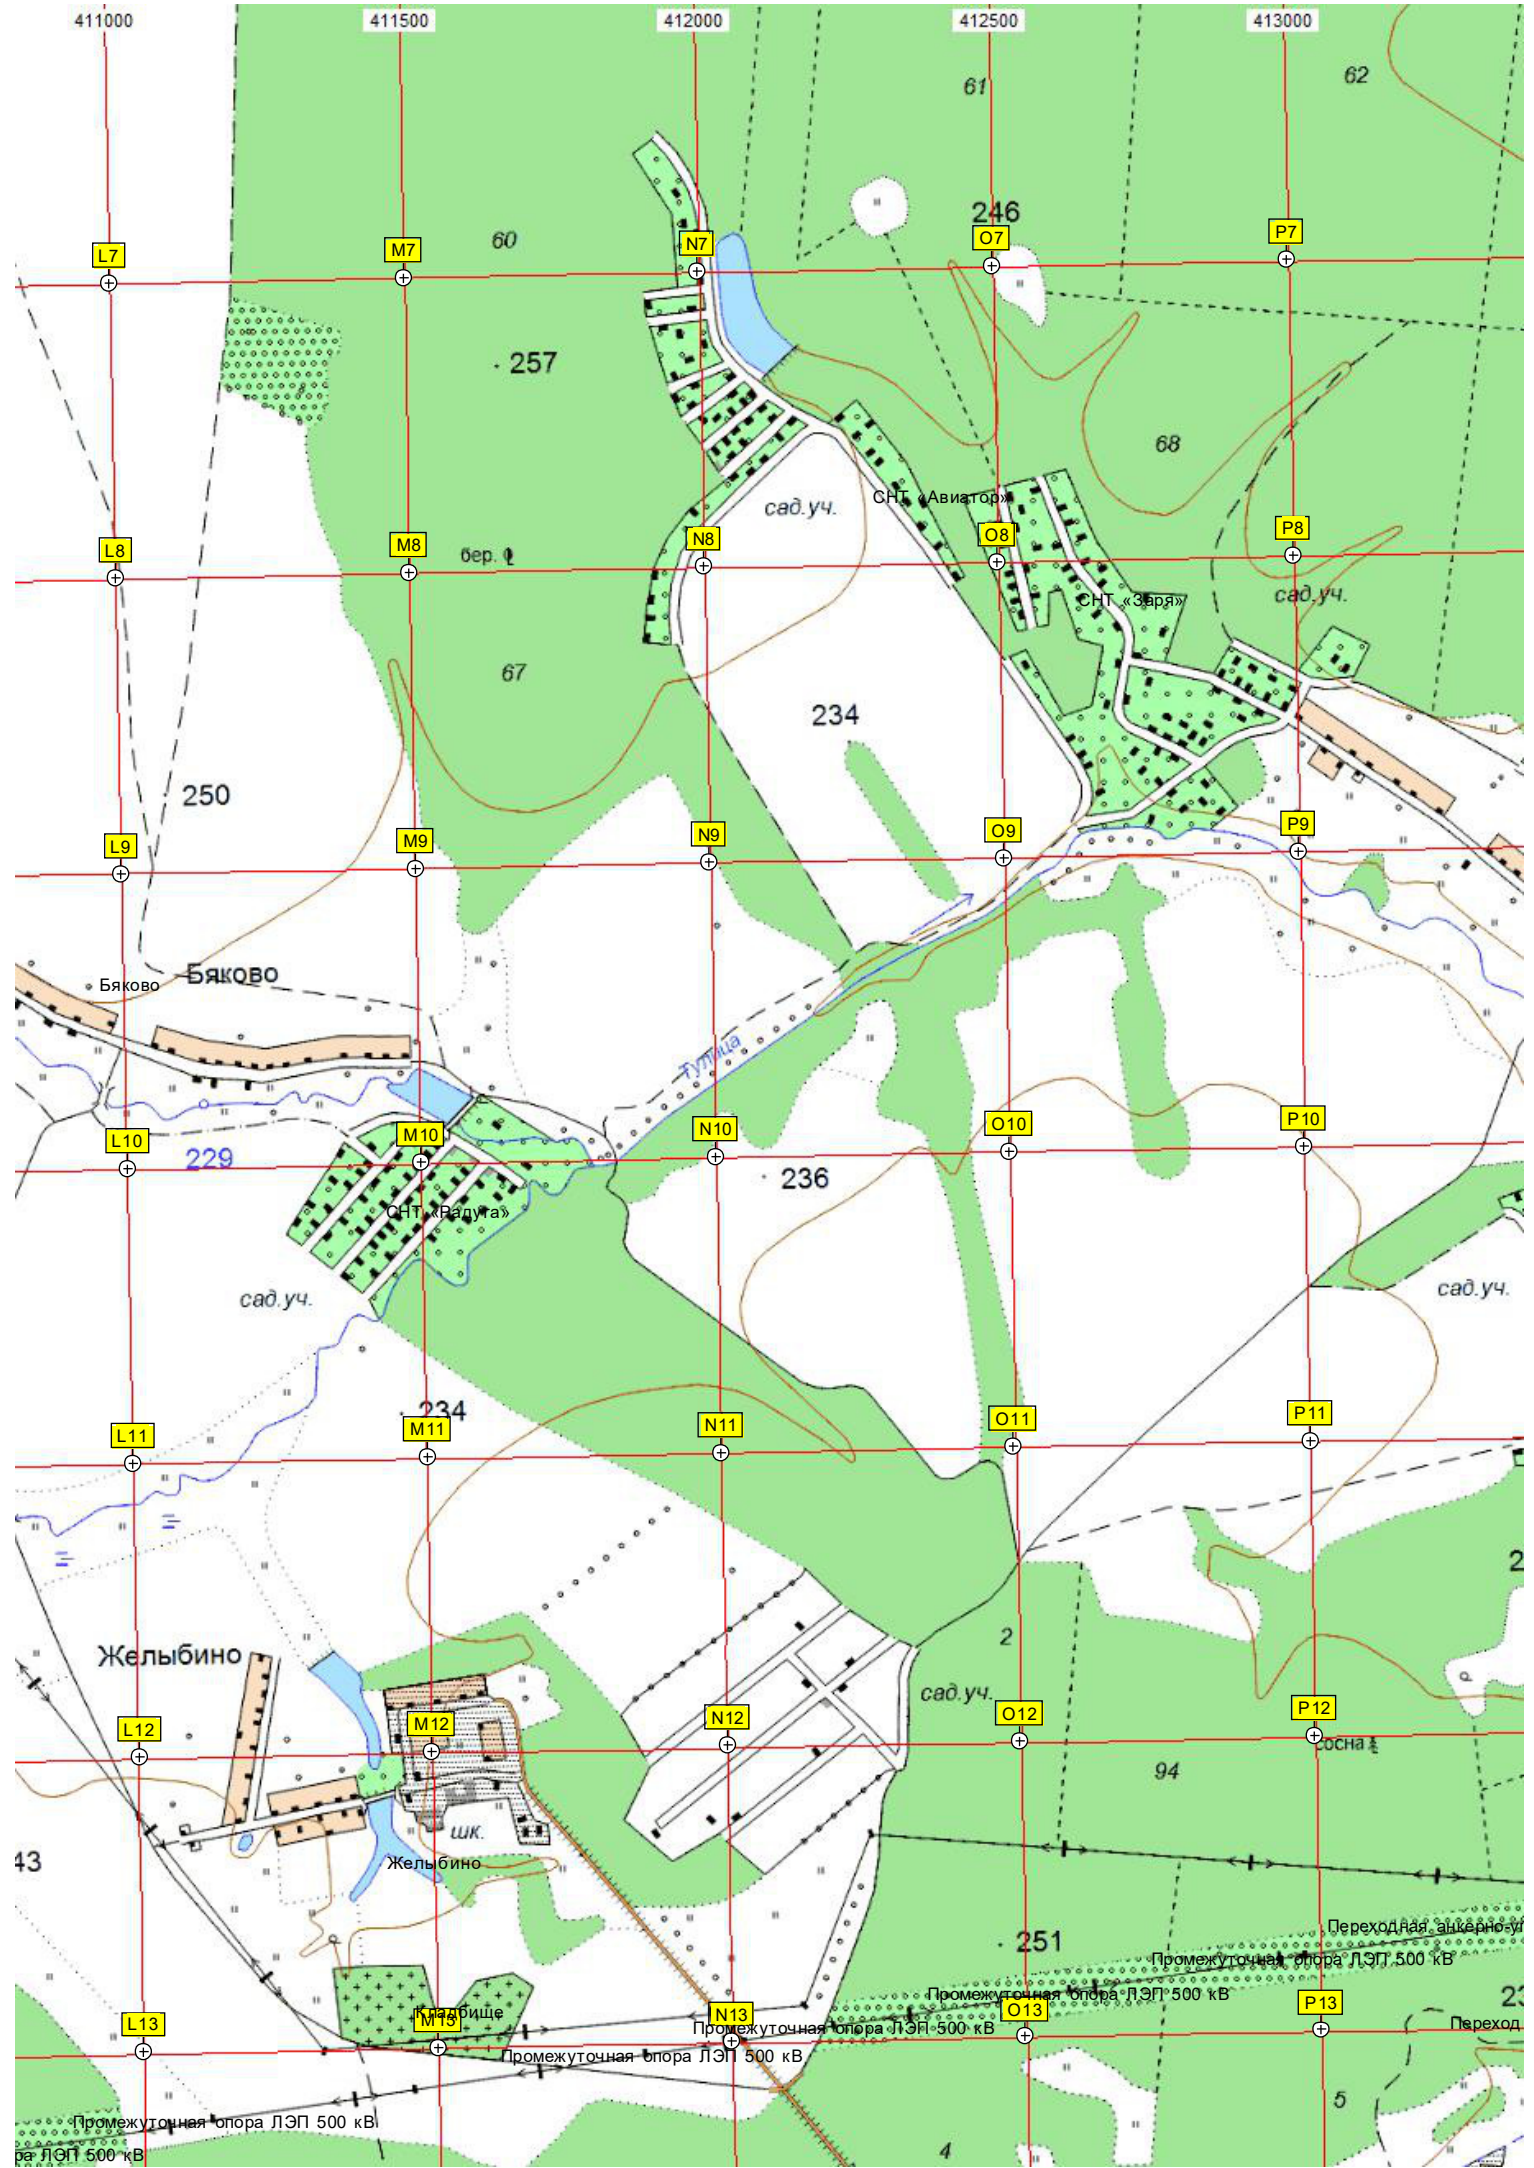 411000 411500 412000 412500 413000
62
61
246
60
L7 M7 N7 O7 P7
257
68
СНТ «Авиатор»
сад.уч.
L8 M8 N8 O8 P8
бер.
СНТ «Заря»
сад.уч.
67
234
250
L9 M9 N9 O9 P9
Бяково
Бяково
Тулица
L10 M10 N10 O10 P10
229
236
СНТ «Радуга»
сад.уч.
сад.уч.
234
L11 M11 N11 O11 P11
2
Желыбино
сад.уч.
L12 M12 N12 O12 P12
сосна
94
шк.
43
Желыбино
Переходная анкерно-у
251
Промежуточная опора ЛЭП 500 кВ
Промежуточная опора ЛЭП 500 кВ
23
Кладбище
L13 M13 N13 O13 P13
Переход
Промежуточная опора ЛЭП 500 кВ
Промежуточная опора ЛЭП 500 кВ
5
Промежуточная опора ЛЭП 500 кВ
4
ра ЛЭП 500 кВ